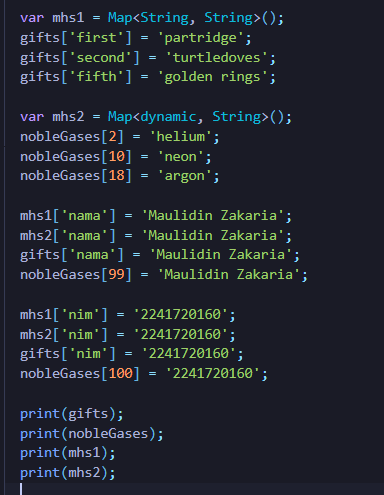 var mhs1 = Map<String, String>();
gifts['first'] = 'partridge';
gifts['second'] = 'turtledoves';
gifts['fifth'] = 'golden rings';
var mhs2 = Map<dynamic, String>();
nobleGases[2] = 'helium';
nobleGases[10] = 'neon';
nobleGases[18] = 'argon';
mhs1['nama'] = 'Maulidin Zakaria';
mhs2['nama'] = 'Maulidin Zakaria';
gifts['nama'] = 'Maulidin Zakaria';
nobleGases[99] = 'Maulidin Zakaria';
mhs1['nim'] = '2241720160';
mhs2['nim'] = '2241720160';
gifts['nim'] = '2241720160';
nobleGases[100] = '2241720160';
print(gifts);
print(nobleGases);
print(mhs1);
print(mhs2);